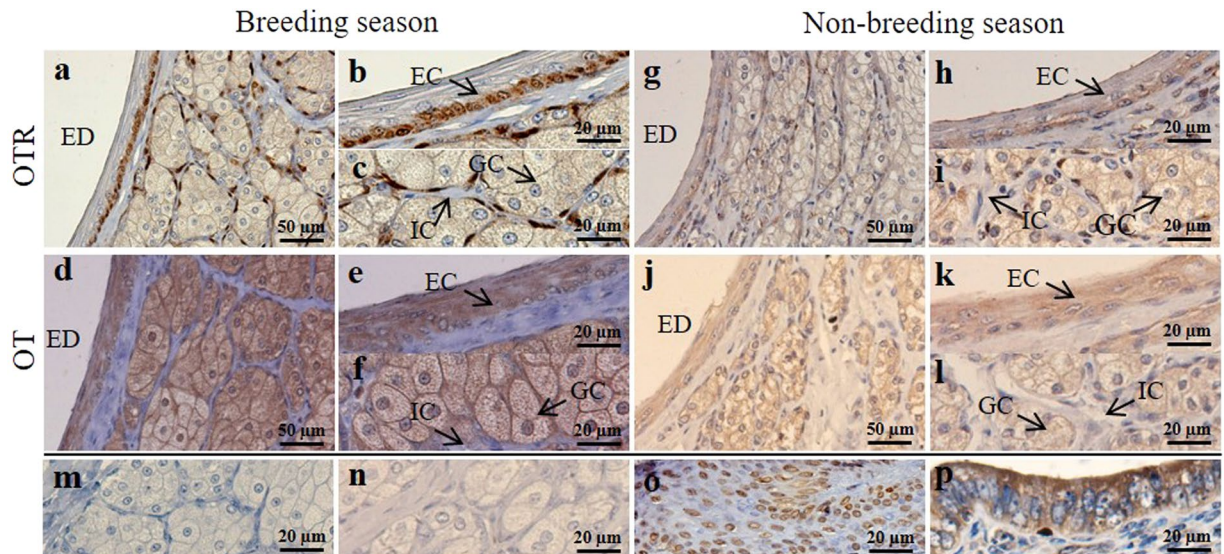 Breeding season Non-breeding season
OTR
a ED 50 µm
b EC 20 µm
c GC IC 20 µm
g ED 50 µm
h EC 20 µm
i IC GC 20 µm
OT
d ED 50 µm
e EC 20 µm
f GC IC 20 µm
j ED 50 µm
k EC 20 µm
l GC IC 20 µm
m 20 µm
n 20 µm
o 20 µm
p 20 µm